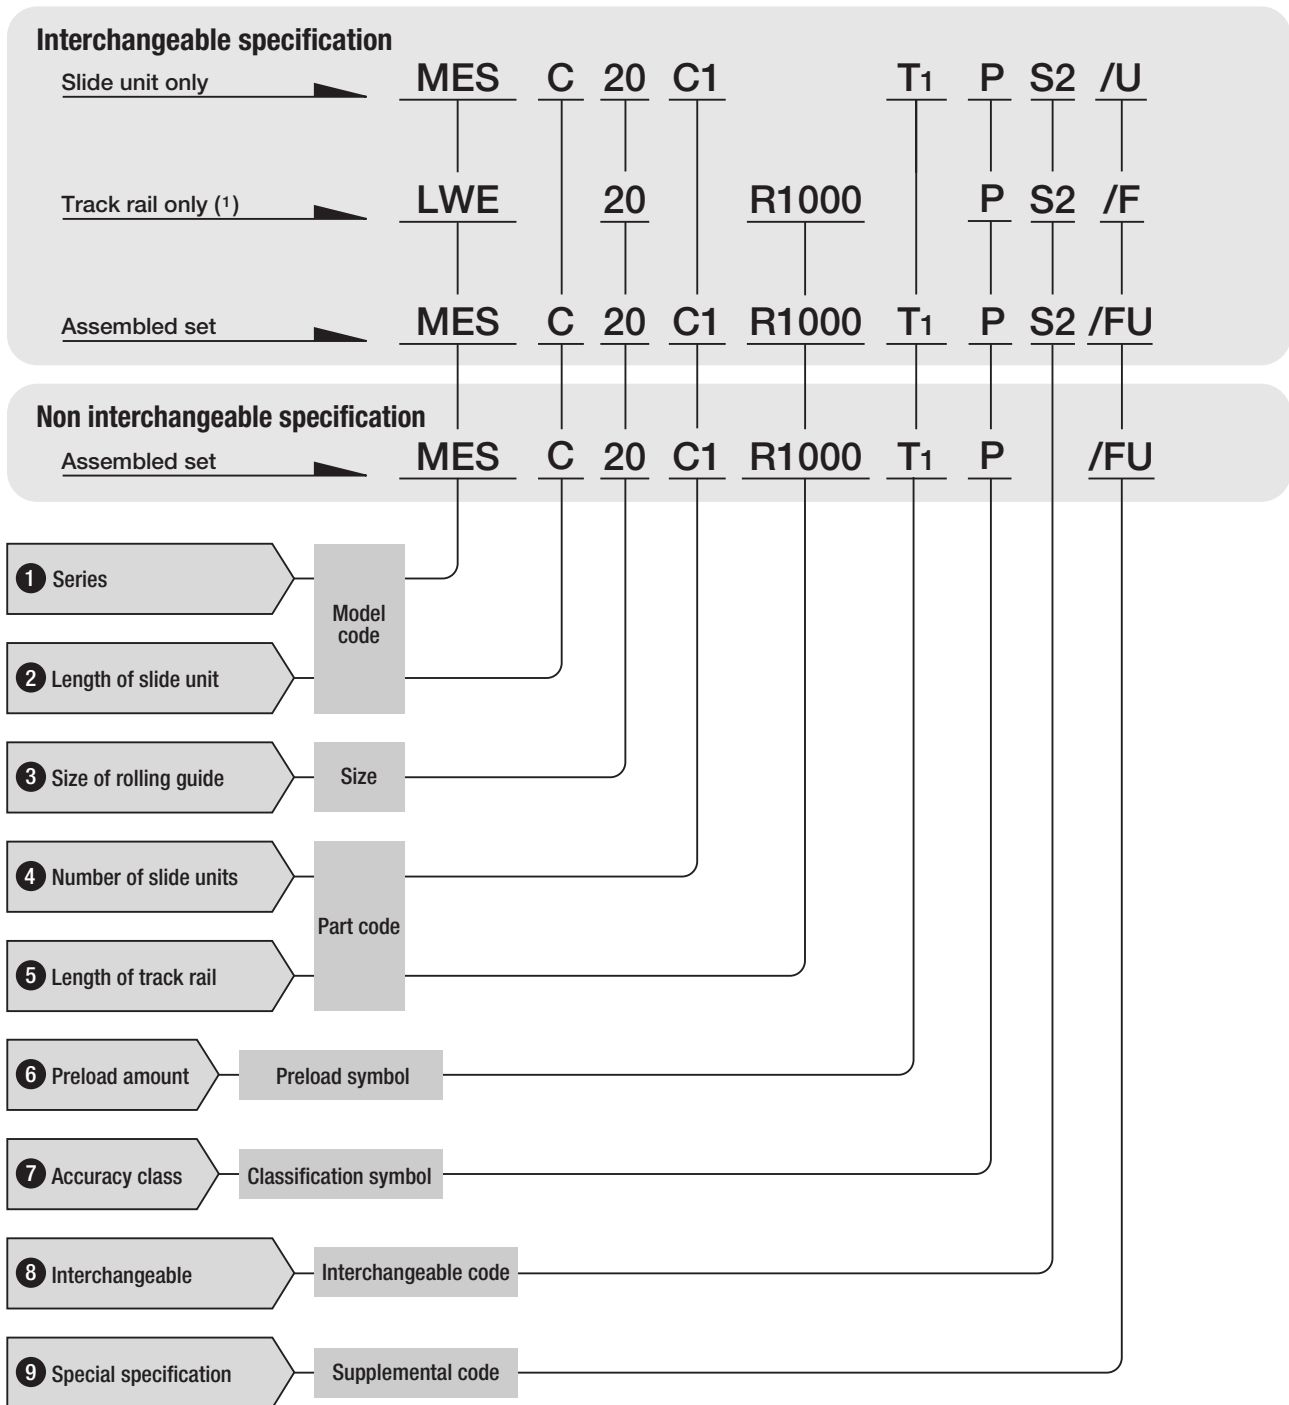 Interchangeable specification
Slide unit only MES C 20 C1 T1 P S2 /U
Track rail only (1) LWE 20 R1000 P S2 /F
Assembled set MES C 20 C1 R1000 T1 P S2 /FU
Non interchangeable specification
Assembled set MES C 20 C1 R1000 T1 P /FU
1 Series
Model
code
2 Length of slide unit
3 Size of rolling guide Size
4 Number of slide units
Part code
5 Length of track rail
6 Preload amount Preload symbol
7 Accuracy class Classification symbol
8 Interchangeable Interchangeable code
9 Special specification Supplemental code